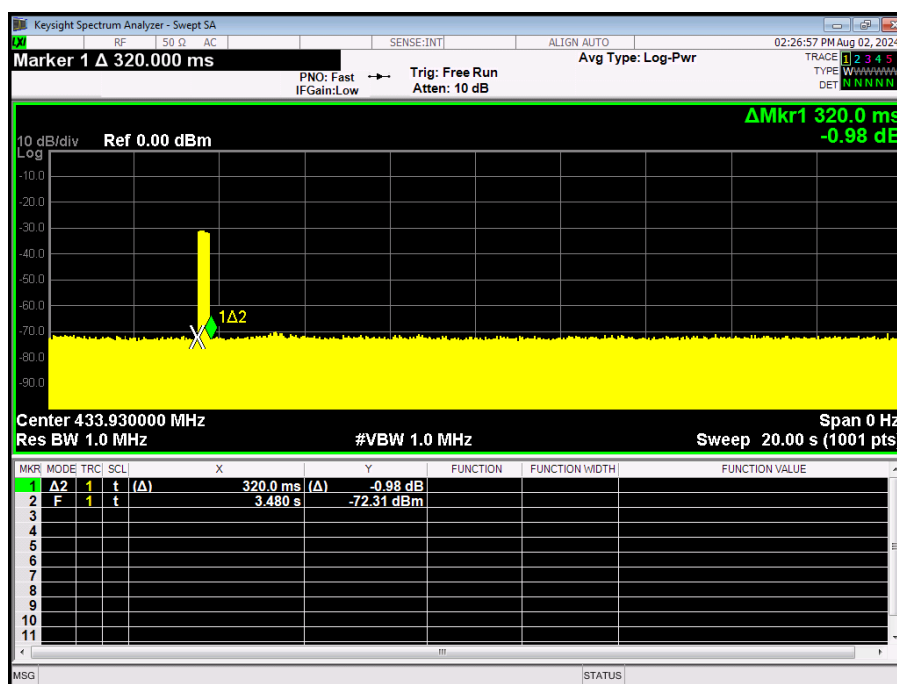 Keysight Spectrum Analyzer - Swept SA
LXI RF 50 Ω AC SENSE:INT ALIGN AUTO 02:26:57 PM Aug 02, 2024
Marker 1 Δ 320.000 ms
PNO: Fast
IFGain:Low
Trig: Free Run
Atten: 10 dB
Avg Type: Log-Pwr
TRACE 1 2 3 4 5
TYPE WWWWWW
DET N N N N N
ΔMkr1 320.0 ms
-0.98 dB
10 dB/div Ref 0.00 dBm
Log
-10.0
-20.0
-30.0
-40.0
-50.0
-60.0
1Δ2
-70.0
-80.0
-90.0
Center 433.930000 MHz Span 0 Hz
Res BW 1.0 MHz #VBW 1.0 MHz Sweep 20.00 s (1001 pts
MKR MODE TRC SCL X Y FUNCTION FUNCTION WIDTH FUNCTION VALUE
1 Δ2 1 t (Δ) 320.0 ms (Δ) -0.98 dB
2 F 1 t 3.480 s -72.31 dBm
3
4
5
6
7
8
9
10
11
MSG STATUS